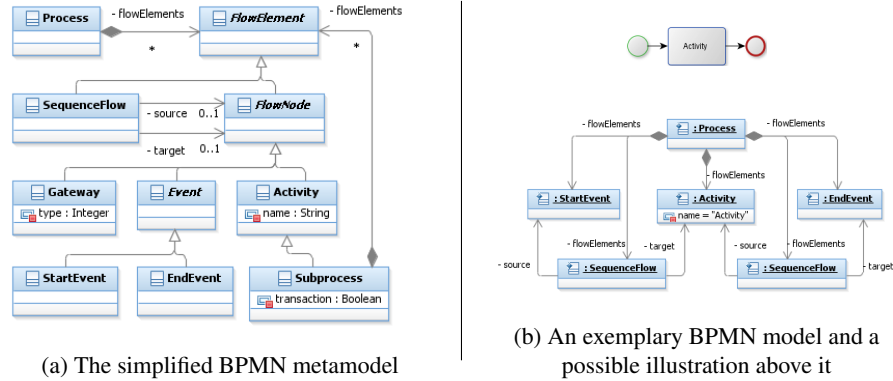 Process
- flowElements
FlowElement
- flowElements
*
*
SequenceFlow
- source
0..1
FlowNode
- target
0..1
Gateway
type : Integer
Event
Activity
name : String
StartEvent
EndEvent
Subprocess
transaction : Boolean
(a) The simplified BPMN metamodel
Activity
- flowElements
: Process
- flowElements
- flowElements
: StartEvent
: Activity
name = "Activity"
: EndEvent
- source
- flowElements
- target
- source
- flowElements
- target
: SequenceFlow
: SequenceFlow
(b) An exemplary BPMN model and a
possible illustration above it